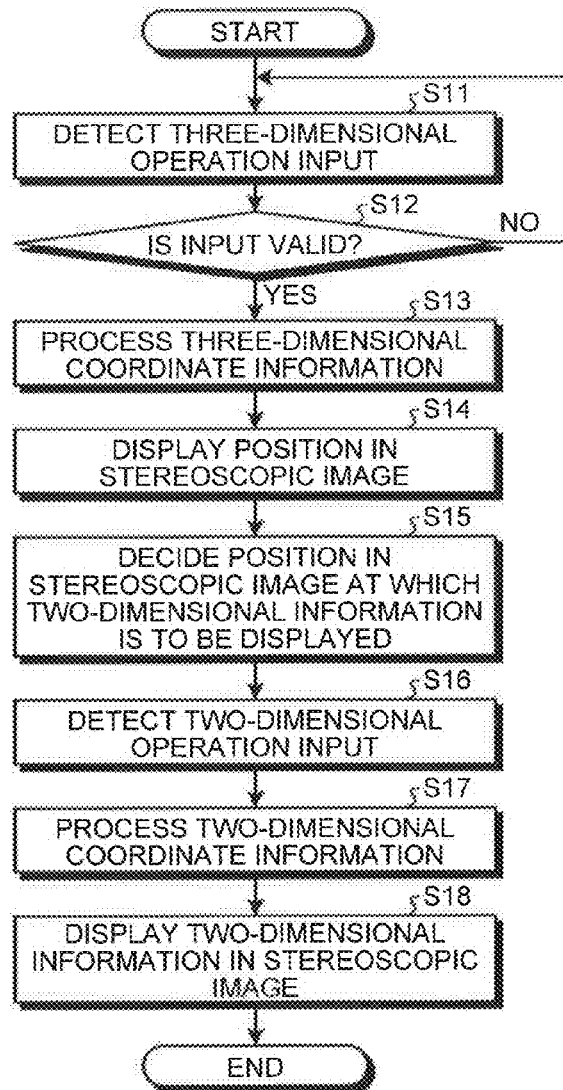 START
S11
DETECT THREE-DIMENSIONAL
OPERATION INPUT
S12
IS INPUT VALID?
NO
YES
S13
PROCESS THREE-DIMENSIONAL
COORDINATE INFORMATION
S14
DISPLAY POSITION IN
STEREOSCOPIC IMAGE
S15
DECIDE POSITION IN
STEREOSCOPIC IMAGE AT WHICH
TWO-DIMENSIONAL INFORMATION
IS TO BE DISPLAYED
S16
DETECT TWO-DIMENSIONAL
OPERATION INPUT
S17
PROCESS TWO-DIMENSIONAL
COORDINATE INFORMATION
S18
DISPLAY TWO-DIMENSIONAL
INFORMATION IN STEREOSCOPIC
IMAGE
END